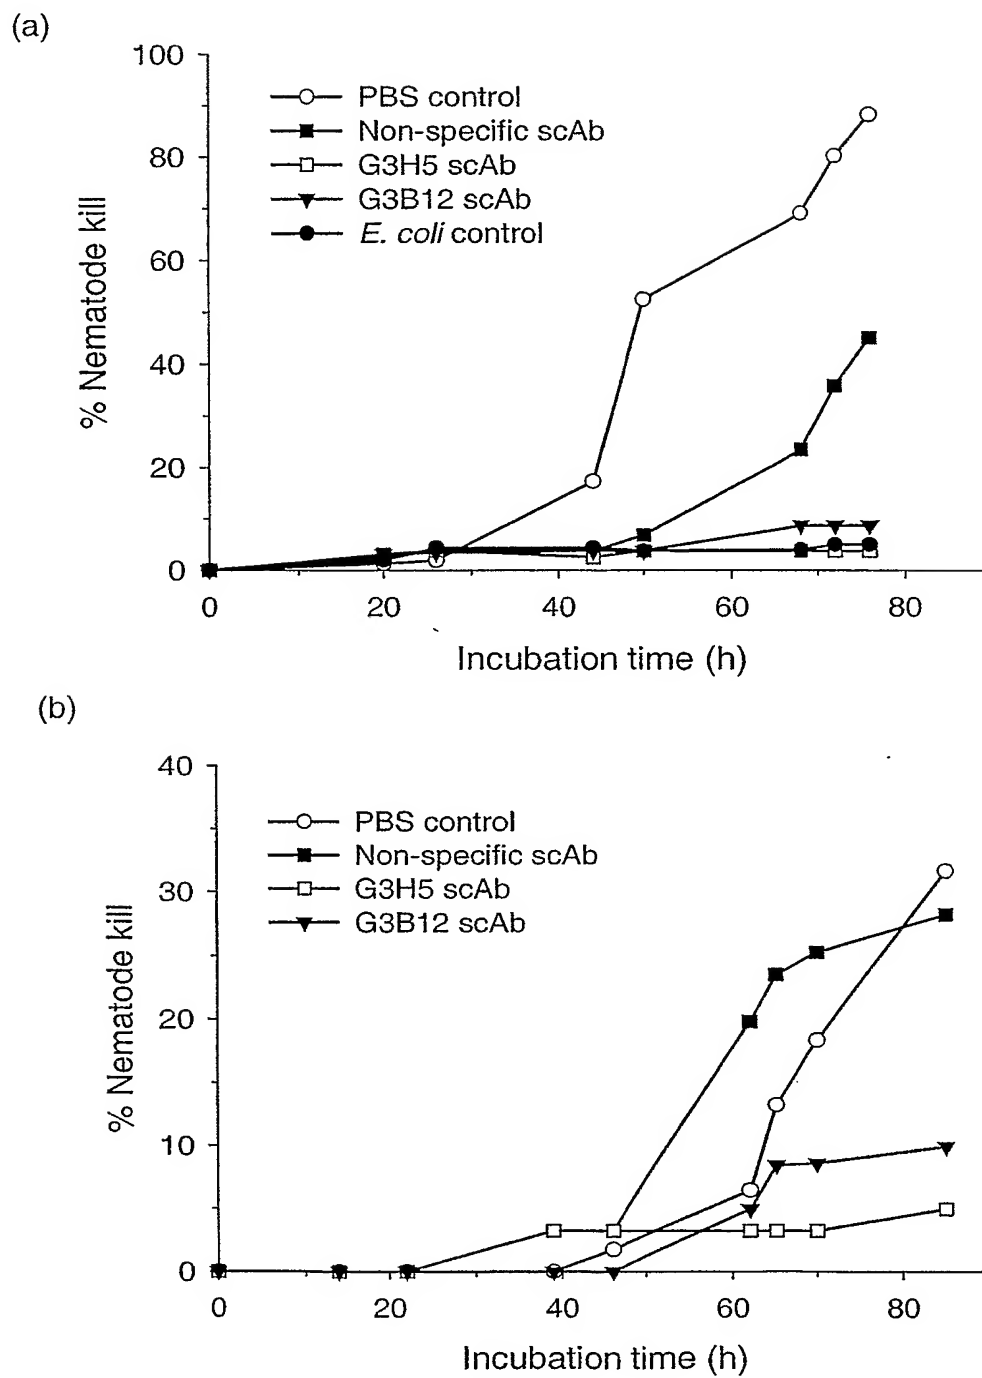 (a)
100
80
60
40
20
0
% Nematode kill
PBS control
Non-specific scAb
G3H5 scAb
G3B12 scAb
E. coli control
0 20 40 60 80
Incubation time (h)
(b)
40
30
20
10
0
% Nematode kill
PBS control
Non-specific scAb
G3H5 scAb
G3B12 scAb
0 20 40 60 80
Incubation time (h)